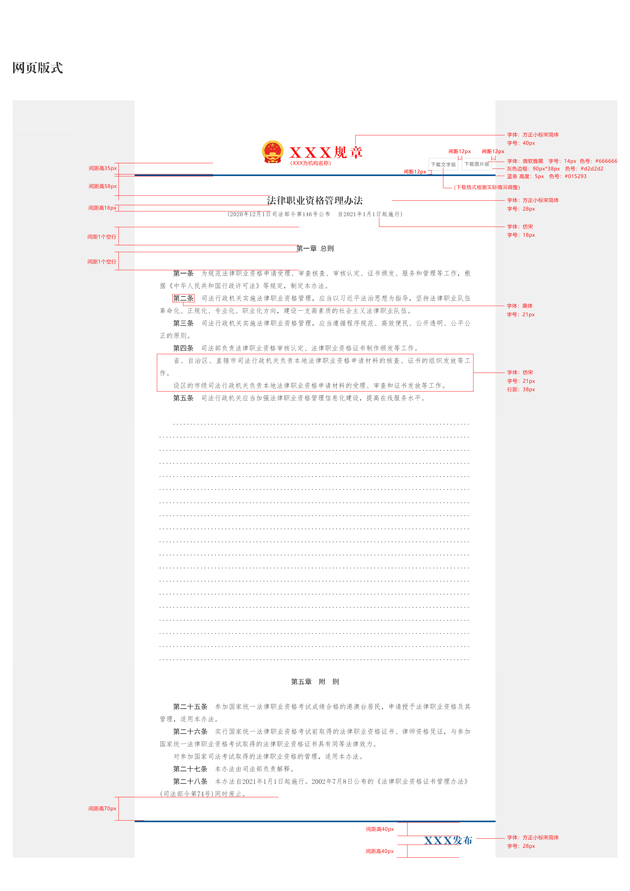 网页版式
字体：方正小标宋简体
字号：40px
XXX规章
(XXX为机构名称)
间距12px 间距12px
下载文字版 下载图片版
字体：微软雅黑 字号：14px 色号：#666666
灰色边框：90px*38px 色号：#d2d2d2
间距高35px
间距12px
蓝条 高度：5px 色号：#015293
间距高58px
(下载格式根据实际情况调整)
法律职业资格管理办法
字体：方正小标宋简体
字号：28px
间距高18px
(2020年12月1日司法部令第146号公布 自2021年1月1日起施行)
字体：仿宋
字号：18px
间距1个空行
第一章 总则
间距1个空行
第一条 为规范法律职业资格申请受理、审查核查、审核认定、证书颁发、服务和管理等工作，根
据《中华人民共和国行政许可法》等规定，制定本办法。
第二条 司法行政机关实施法律职业资格管理，应当以习近平法治思想为指导，坚持法律职业队伍
革命化、正规化、专业化、职业化方向，建设一支高素质的社会主义法律职业队伍。
字体：黑体
字号：21px
第三条 司法行政机关实施法律职业资格管理，应当遵循程序规范、高效便民、公开透明、公平公
正的原则。
第四条 司法部负责法律职业资格审核认定、法律职业资格证书制作颁发等工作。
省、自治区、直辖市司法行政机关负责本地法律职业资格申请材料的核查、证书的组织发放等工
作。
设区的市级司法行政机关负责本地法律职业资格申请材料的受理、审查和证书发放等工作。
字体：仿宋
字号：21px
行距：38px
第五条 司法行政机关应当加强法律职业资格管理信息化建设，提高在线服务水平。
第五章 附 则
第二十五条 参加国家统一法律职业资格考试成绩合格的港澳台居民，申请授予法律职业资格及其
管理，适用本办法。
第二十六条 实行国家统一法律职业资格考试前取得的法律职业资格证书、律师资格凭证，与参加
国家统一法律职业资格考试取得的法律职业资格证书具有同等法律效力。
对参加国家司法考试取得的法律职业资格的管理，适用本办法。
第二十七条 本办法由司法部负责解释。
第二十八条 本办法自2021年1月1日起施行。2002年7月8日公布的《法律职业资格证书管理办法》
(司法部令第74号)同时废止。
间距高70px
间距高40px
XXX发布
字体：方正小标宋简体
字号：28px
间距高40px